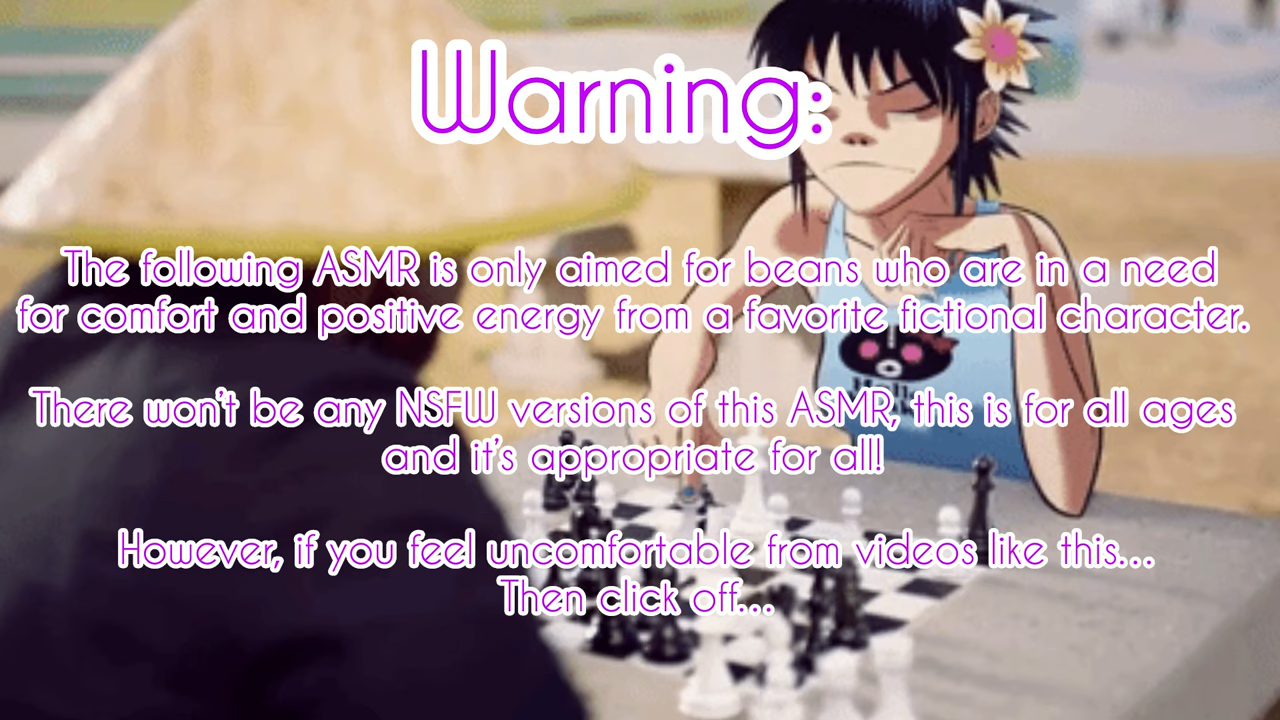 Warning:
The following ASMR is only aimed for beans who are in a need
for comfort and positive energy from a favorite fictional character.
There won't be any NSFW versions of this ASMR, this is for all ages
and it's appropriate for all!
However, if you feel uncomfortable from videos like this...
Then click off...